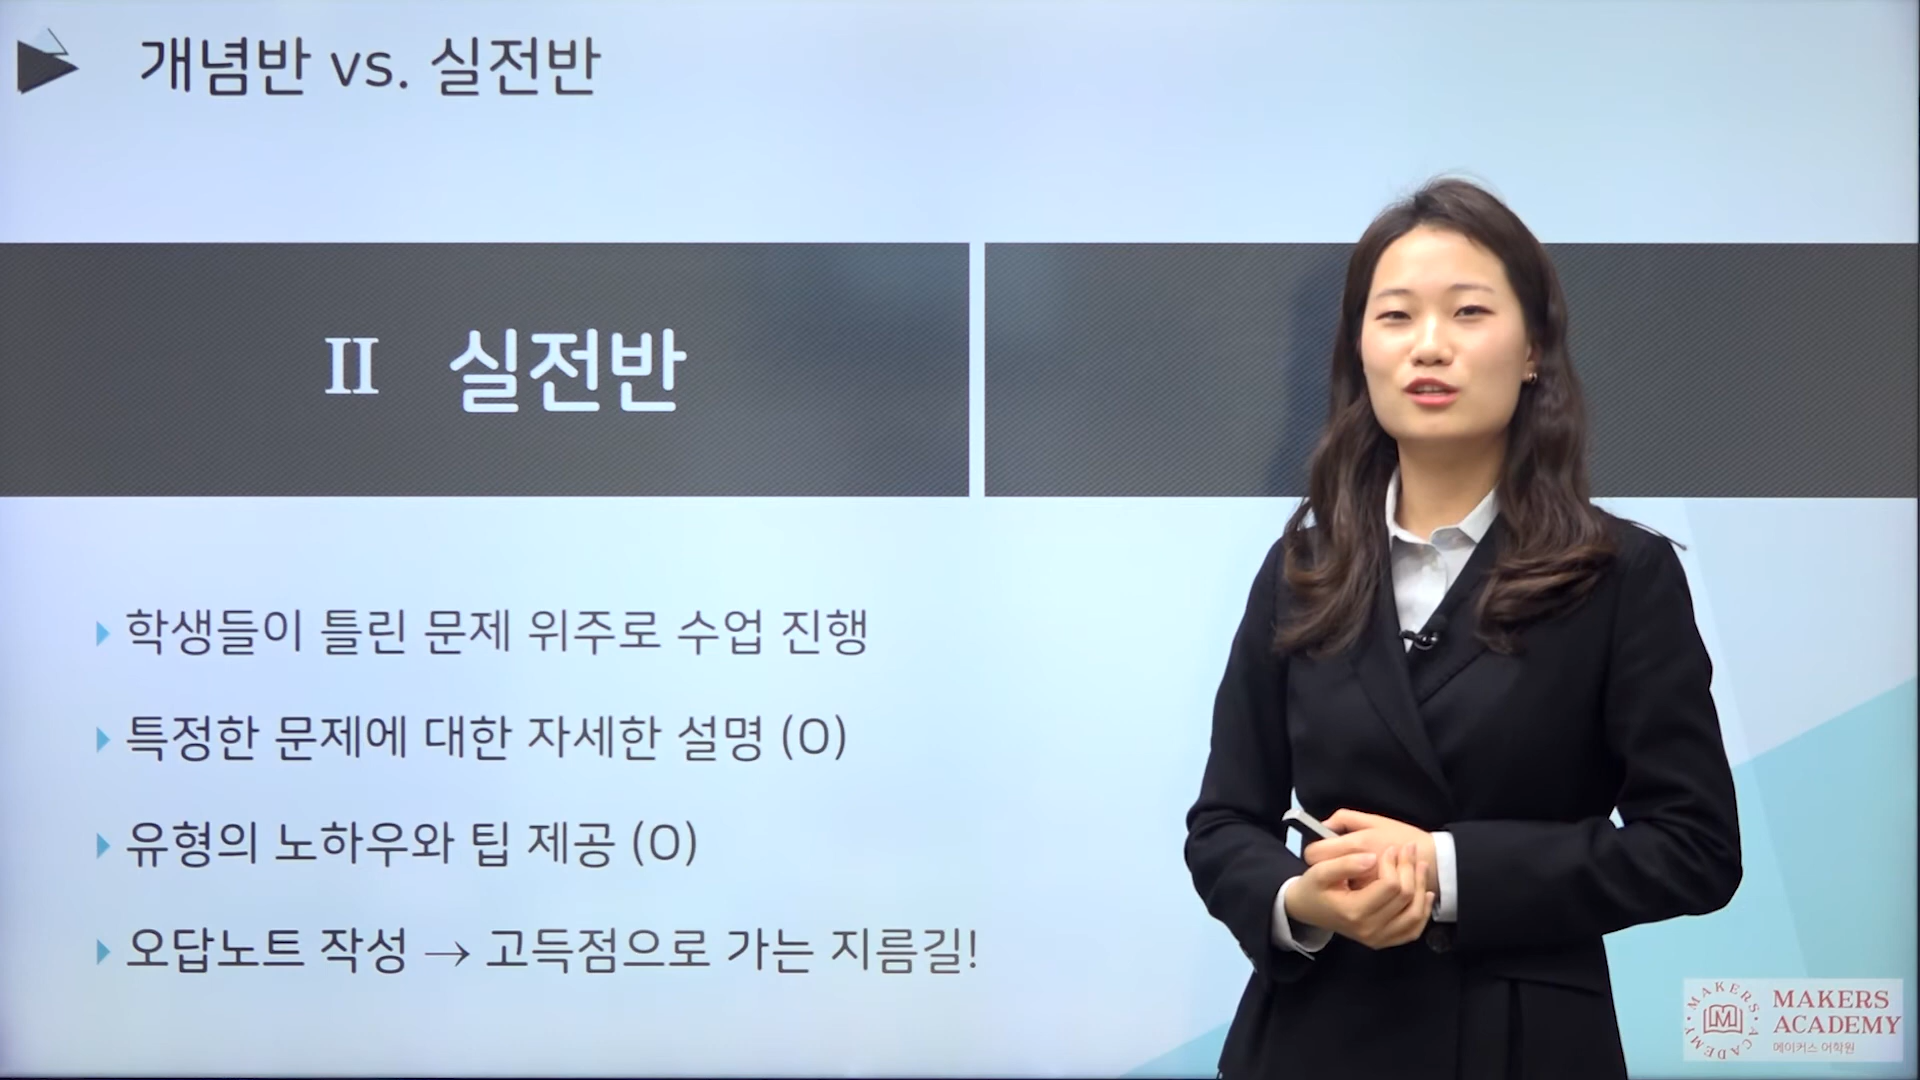 개념반 vs. 실전반
II 실전반
학생들이 틀린 문제 위주로 수업 진행
특정한 문제에 대한 자세한 설명 (O)
유형의 노하우와 팁 제공 (O)
오답노트 작성 → 고득점으로 가는 지름길!
MAKERS ACADEMY
M
MAKERS
ACADEMY
메이커스 어학원